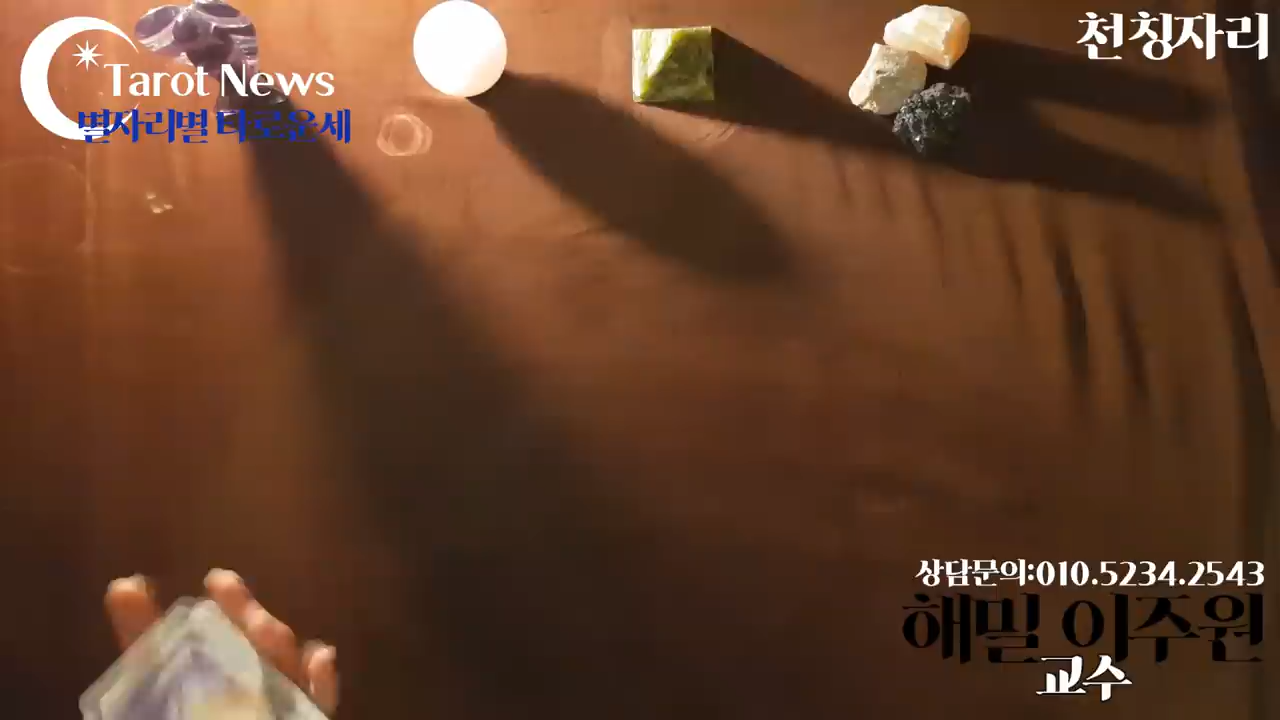 Tarot News
별자리별 타로운세
천칭자리
상담문의:010.5234.2543
해밀 이주원
교수